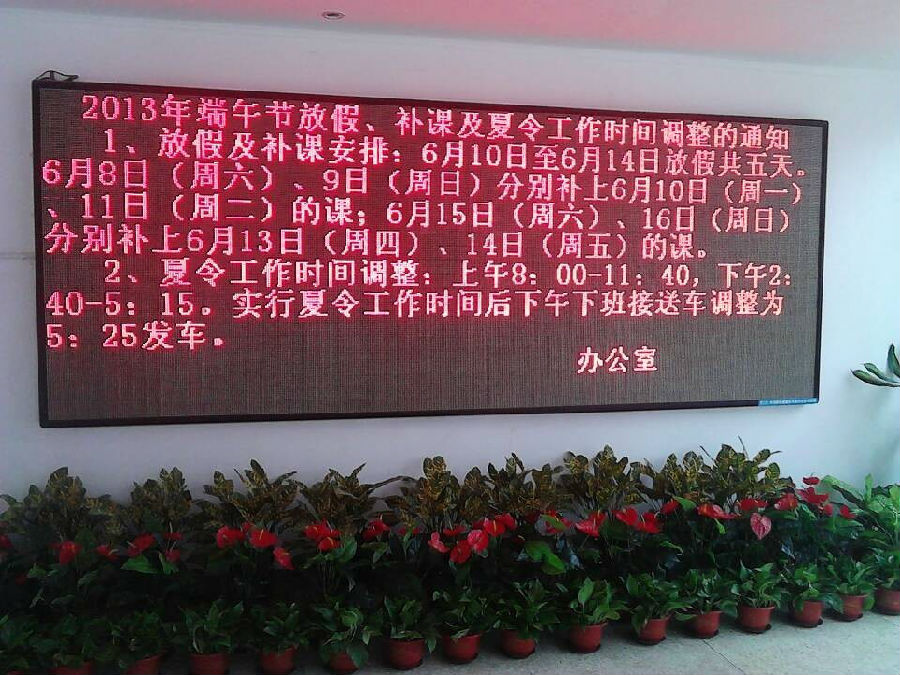 2013年端午节放假、补课及夏令工作时间调整的通知
1、放假及补课安排：6月10日至6月14日放假共五天。
6月8日（周六）、9日（周日）分别补上6月10日（周一）
、11日（周二）的课；6月15日（周六）、16日（周日）
分别补上6月13日（周四）、14日（周五）的课。
2、夏令工作时间调整：上午8：00-11：40，下午2：
40-5：15。实行夏令工作时间后下午下班接送车调整为
5：25发车。
办公室